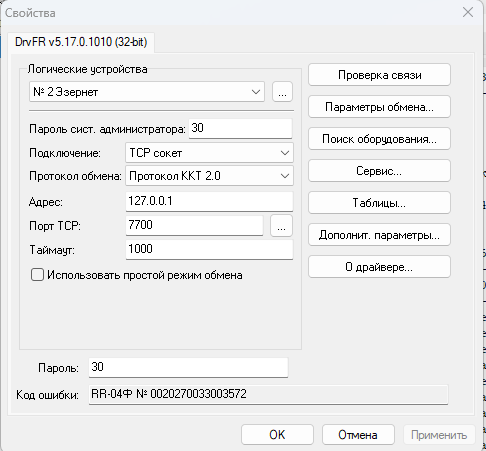 Свойства
DrvFR v5.17.0.1010 (32-bit)
Логические устройства
№ 2 Эзернет
...
Пароль сист. администратора: 30
Подключение: TCP сокет
Протокол обмена: Протокол ККТ 2.0
Адрес: 127.0.0.1
Порт TCP: 7700
...
Таймаут: 1000
Использовать простой режим обмена
Проверка связи
Параметры обмена...
Поиск оборудования...
Сервис...
Таблицы...
Дополнит. параметры...
О драйвере...
Пароль: 30
Код ошибки: RR-04Ф № 0020270033003572
OK
Отмена
Применить